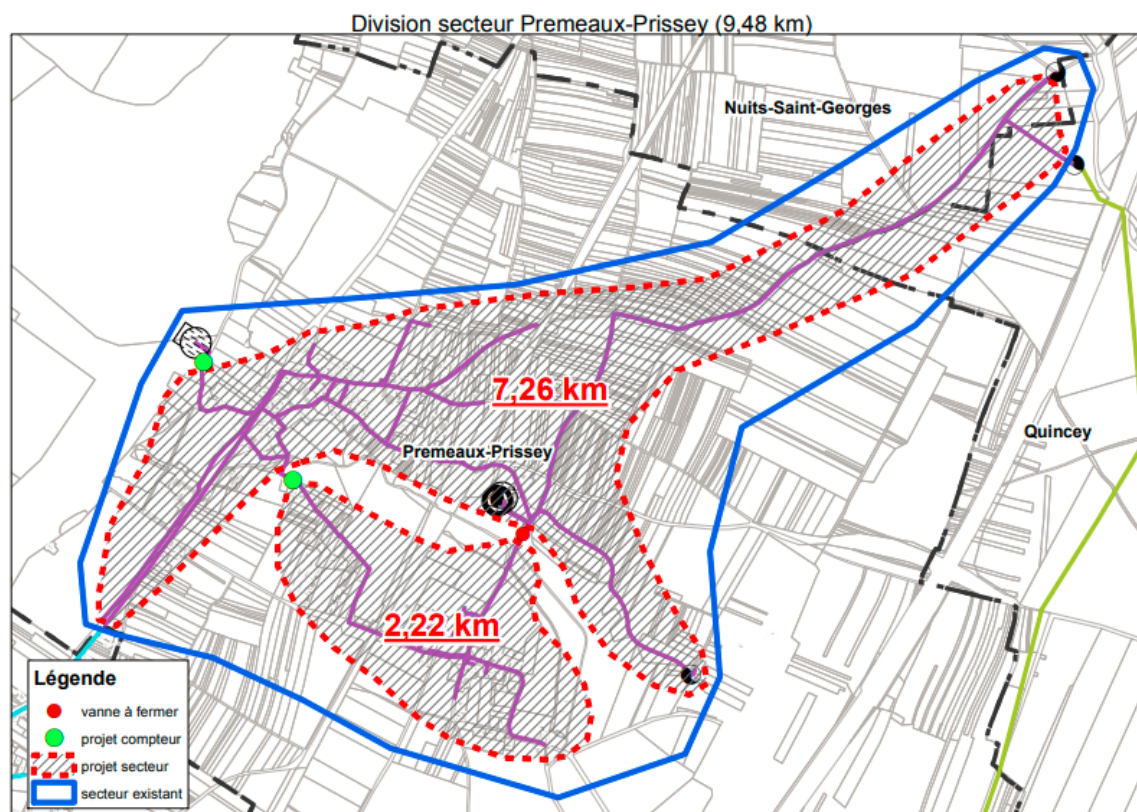 Division secteur Premeaux-Prissey (9,48 km)
Nuits-Saint-Georges
7,26 km
Premeaux-Prissey
Quincey
2,22 km
Légende
vanne à fermer
projet compteur
projet secteur
secteur existant